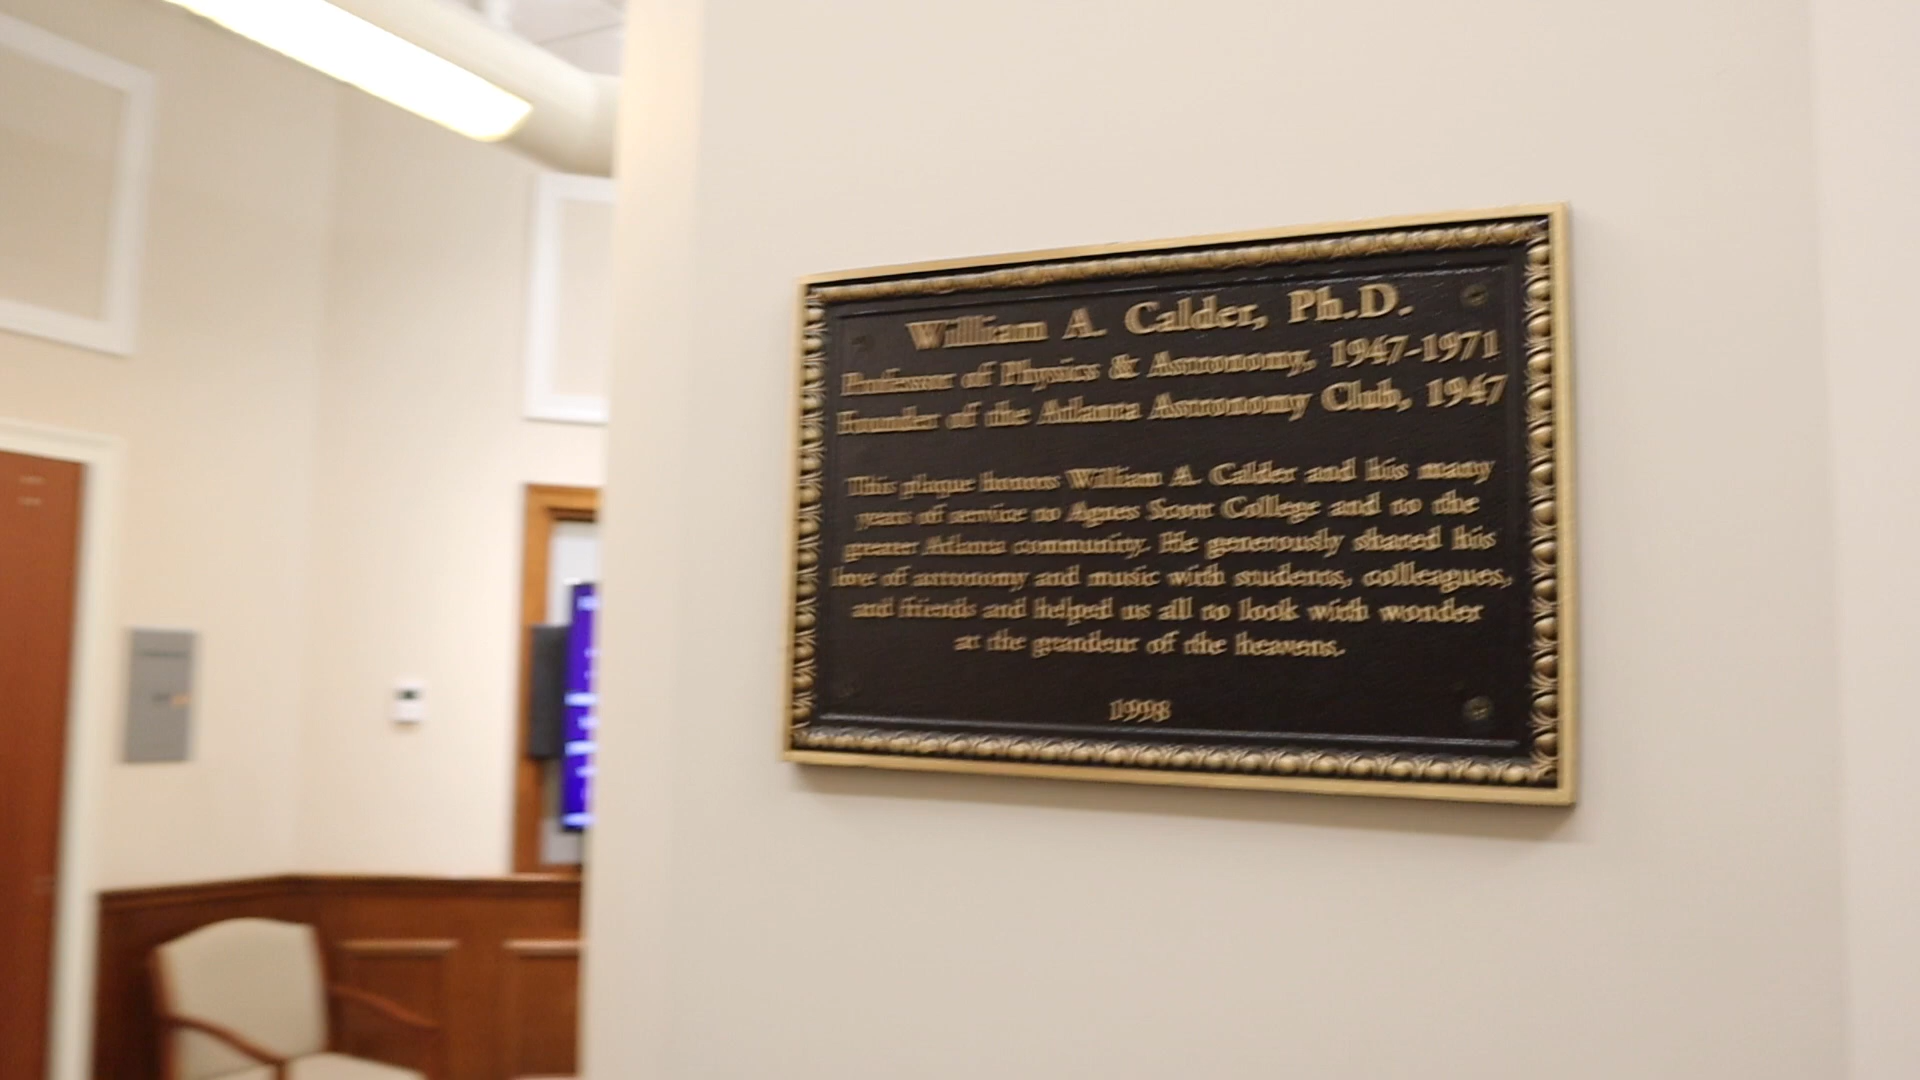 William A. Calder, Ph.D.
Professor of Physics & Astronomy, 1947-1971
Founder of the Atlanta Astronomy Club, 1947
This plaque honors William A. Calder and his many
years of service to Agnes Scott College and to the
greater Atlanta community. He generously shared his
love of astronomy and music with students, colleagues,
and friends and helped us all to look with wonder
at the grandeur of the heavens.
1998